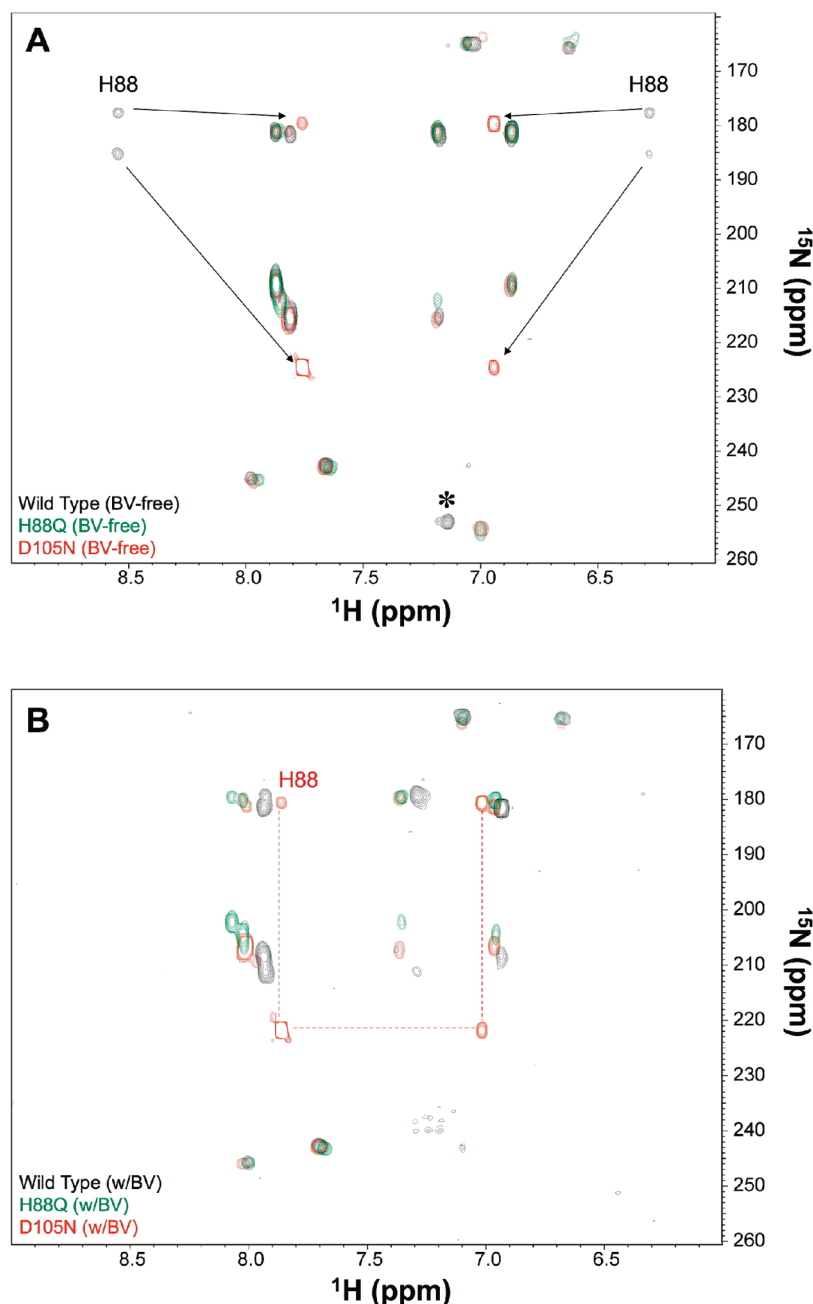 A
H88
H88
170
180
190
200
210
220
230
240
250
260
15N (ppm)
*
Wild Type (BV-free)
H88Q (BV-free)
D105N (BV-free)
8.5
8.0
7.5
7.0
6.5
1H (ppm)
B
H88
170
180
190
200
210
220
230
240
250
260
15N (ppm)
Wild Type (w/BV)
H88Q (w/BV)
D105N (w/BV)
8.5
8.0
7.5
7.0
6.5
1H (ppm)